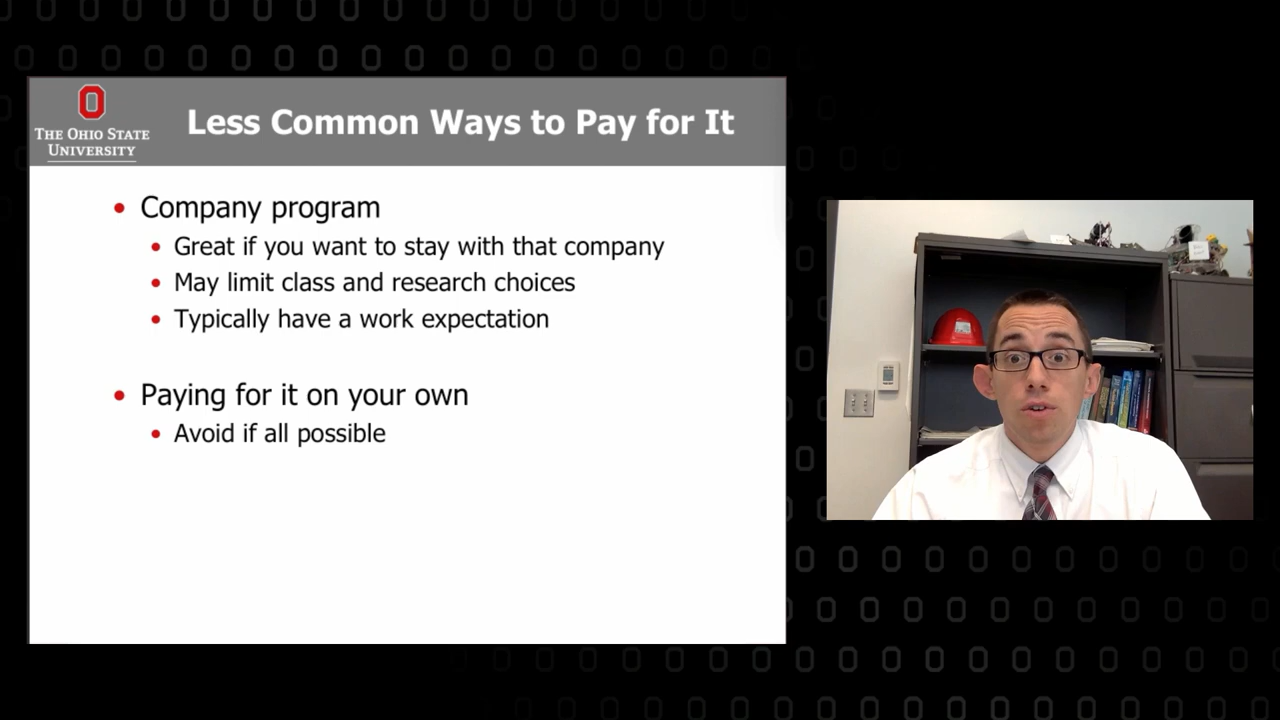 THE OHIO STATE
UNIVERSITY
Less Common Ways to Pay for It
• Company program
• Great if you want to stay with that company
• May limit class and research choices
• Typically have a work expectation
• Paying for it on your own
• Avoid if all possible